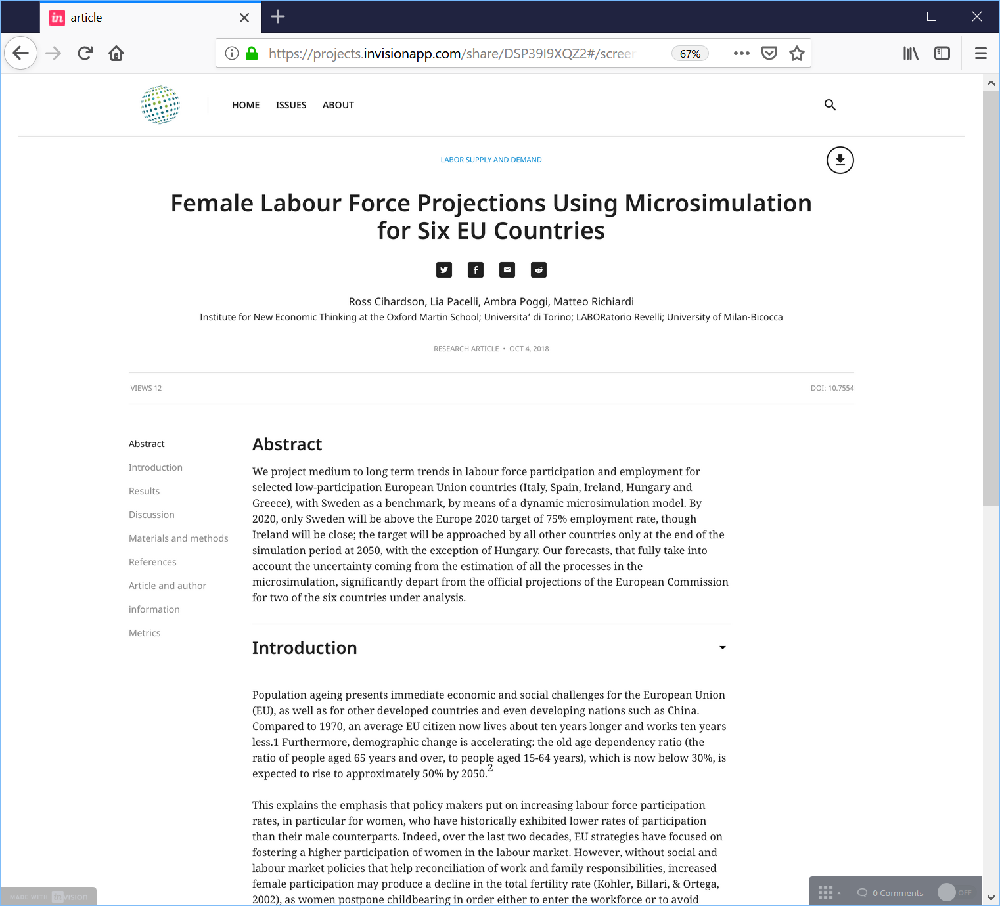 in article
https://projects.invisionapp.com/share/DSP39I9XQZ2#/screen
67%
HOME ISSUES ABOUT
LABOR SUPPLY AND DEMAND
Female Labour Force Projections Using Microsimulation
for Six EU Countries
Ross Cihardson, Lia Pacelli, Ambra Poggi, Matteo Richiardi
Institute for New Economic Thinking at the Oxford Martin School; Universita’ di Torino; LABORatorio Revelli; University of Milan-Bicocca
RESEARCH ARTICLE • OCT 4, 2018
VIEWS 12 DOI: 10.7554
Abstract
Introduction
Results
Discussion
Materials and methods
References
Article and author
information
Metrics
Abstract
We project medium to long term trends in labour force participation and employment for
selected low-participation European Union countries (Italy, Spain, Ireland, Hungary and
Greece), with Sweden as a benchmark, by means of a dynamic microsimulation model. By
2020, only Sweden will be above the Europe 2020 target of 75% employment rate, though
Ireland will be close; the target will be approached by all other countries only at the end of the
simulation period at 2050, with the exception of Hungary. Our forecasts, that fully take into
account the uncertainty coming from the estimation of all the processes in the
microsimulation, significantly depart from the official projections of the European Commission
for two of the six countries under analysis.
Introduction
Population ageing presents immediate economic and social challenges for the European Union
(EU), as well as for other developed countries and even developing nations such as China.
Compared to 1970, an average EU citizen now lives about ten years longer and works ten years
less.1 Furthermore, demographic change is accelerating: the old age dependency ratio (the
ratio of people aged 65 years and over, to people aged 15-64 years), which is now below 30%, is
expected to rise to approximately 50% by 2050.2
This explains the emphasis that policy makers put on increasing labour force participation
rates, in particular for women, who have historically exhibited lower rates of participation
than their male counterparts. Indeed, over the last two decades, EU strategies have focused on
fostering a higher participation of women in the labour market. However, without social and
labour market policies that help reconciliation of work and family responsibilities, increased
female participation may produce a decline in the total fertility rate (Kohler, Billari, & Ortega,
2002), as women postpone childbearing in order either to enter the workforce or to avoid
MADE WITH invision
0 Comments OFF